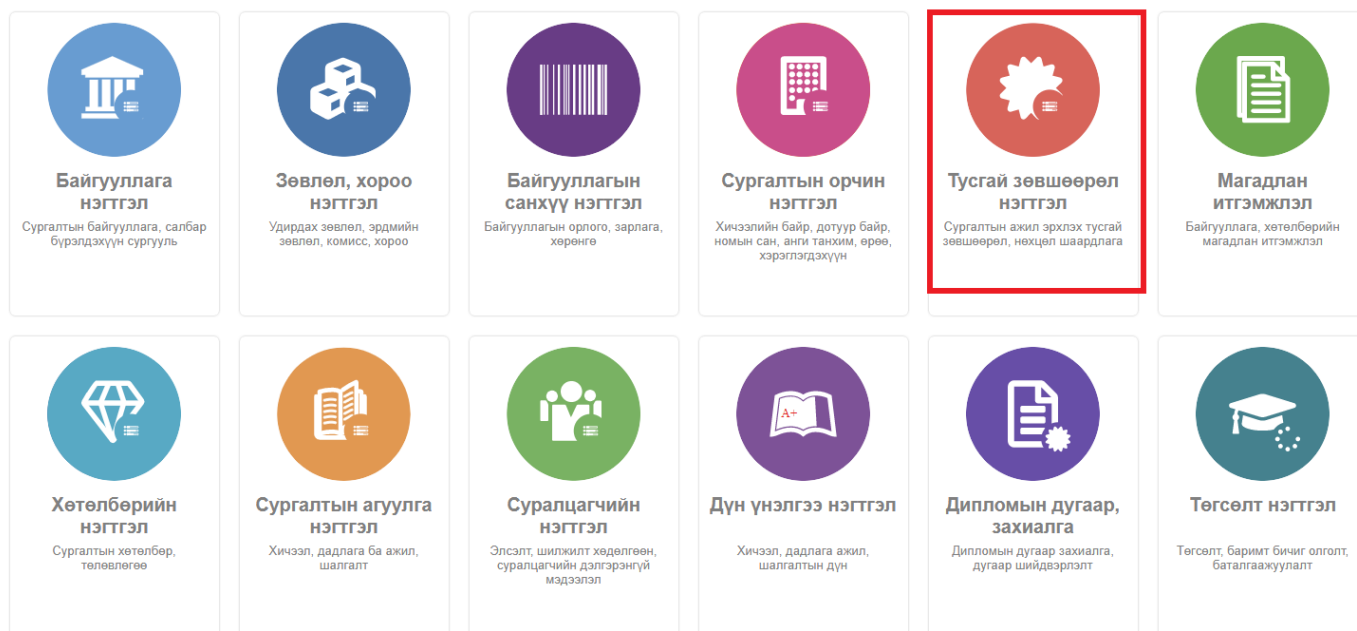 Байгууллага
нэгтгэл
Сургалтын байгууллага, салбар
бүрэлдэхүүн сургууль
Зөвлөл, хороо
нэгтгэл
Удирдах зөвлөл, эрдмийн
зөвлөл, комисс, хороо
Байгууллагын
санхүү нэгтгэл
Байгууллагын орлого, зарлага,
хөрөнгө
Сургалтын орчин
нэгтгэл
Хичээлийн байр, дотуур байр,
номын сан, анги танхим, өрөө,
хэрэглэгдэхүүн
Тусгай зөвшөөрөл
нэгтгэл
Сургалтын ажил эрхлэх тусгай
зөвшөөрөл, нөхцөл шаардлага
Магадлан
итгэмжлэл
Байгууллага, хөтөлбөрийн
магадлан итгэмжлэл
Хөтөлбөрийн
нэгтгэл
Сургалтын хөтөлбөр,
төлөвлөгөө
Сургалтын агуулга
нэгтгэл
Хичээл, дадлага ба ажил,
шалгалт
Суралцагчийн
нэгтгэл
Элсэлт, шилжилт хөдөлгөөн,
суралцагчийн дэлгэрэнгүй
мэдээлэл
A+
Дүн үнэлгээ нэгтгэл
Хичээл, дадлага ажил,
шалгалтын дүн
Дипломын дугаар,
захиалга
Дипломын дугаар захиалга,
дугаар шийдвэрлэлт
Төгсөлт нэгтгэл
Төгсөлт, баримт бичиг олголт,
баталгаажуулалт